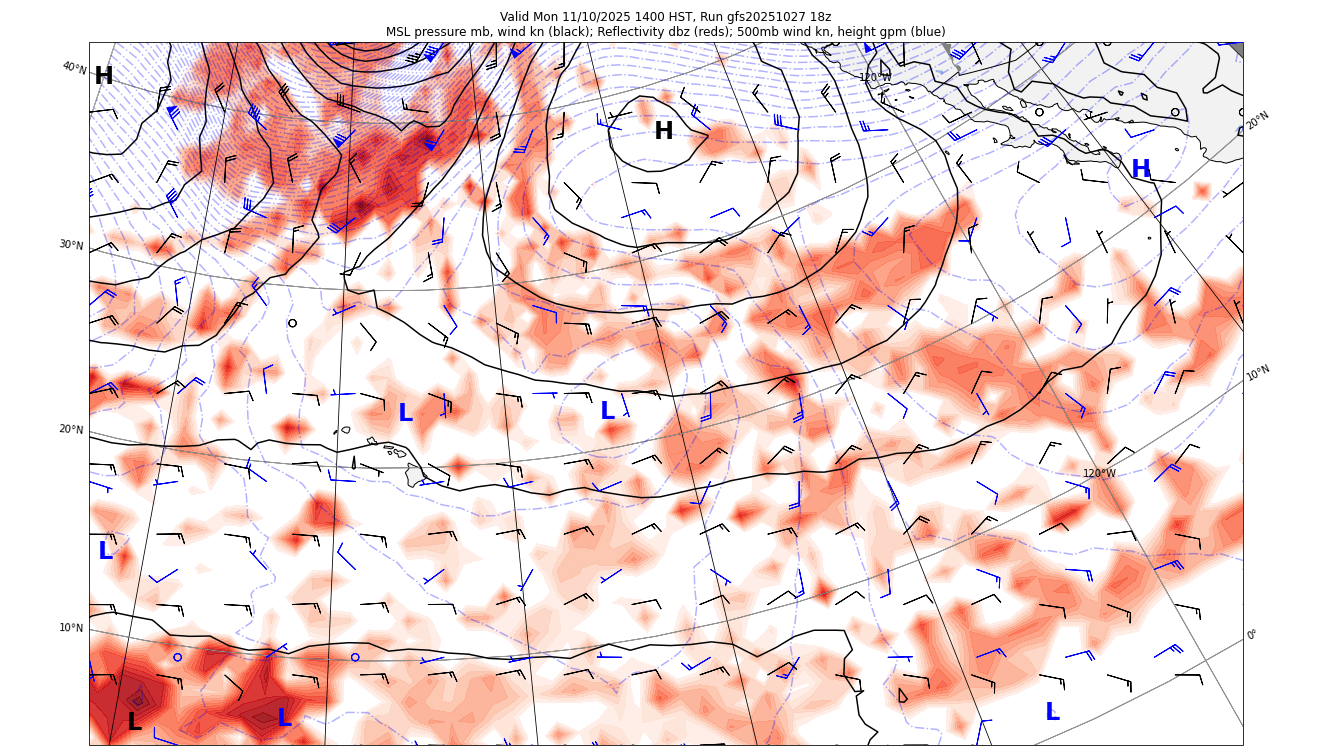 Valid Mon 11/10/2025 1400 HST, Run gfs20251027 18z
MSL pressure mb, wind kn (black); Reflectivity dbz (reds); 500mb wind kn, height gpm (blue)
40°N
H
120°W
20°N
H
H
30°N
10°N
L
L
20°N
120°W
L
10°N
0°
L
L
L